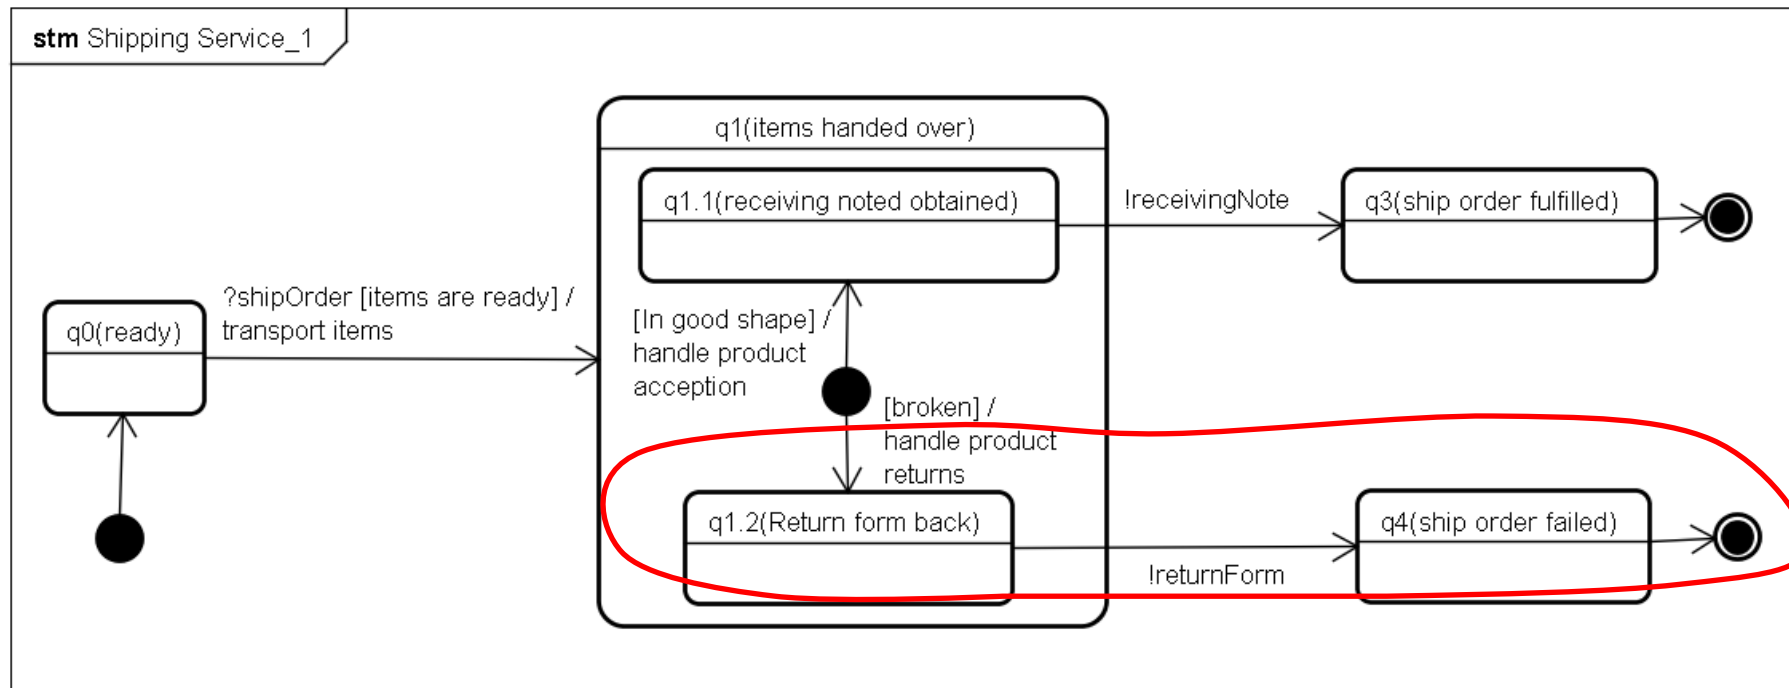 stm Shipping Service_1
q1(items handed over)
q1.1(receiving noted obtained)
!receivingNote
q3(ship order fulfilled)
?shipOrder [items are ready] /
transport items
q0(ready)
[In good shape] /
handle product
acception
[broken] /
handle product
returns
q1.2(Return form back)
!returnForm
q4(ship order failed)